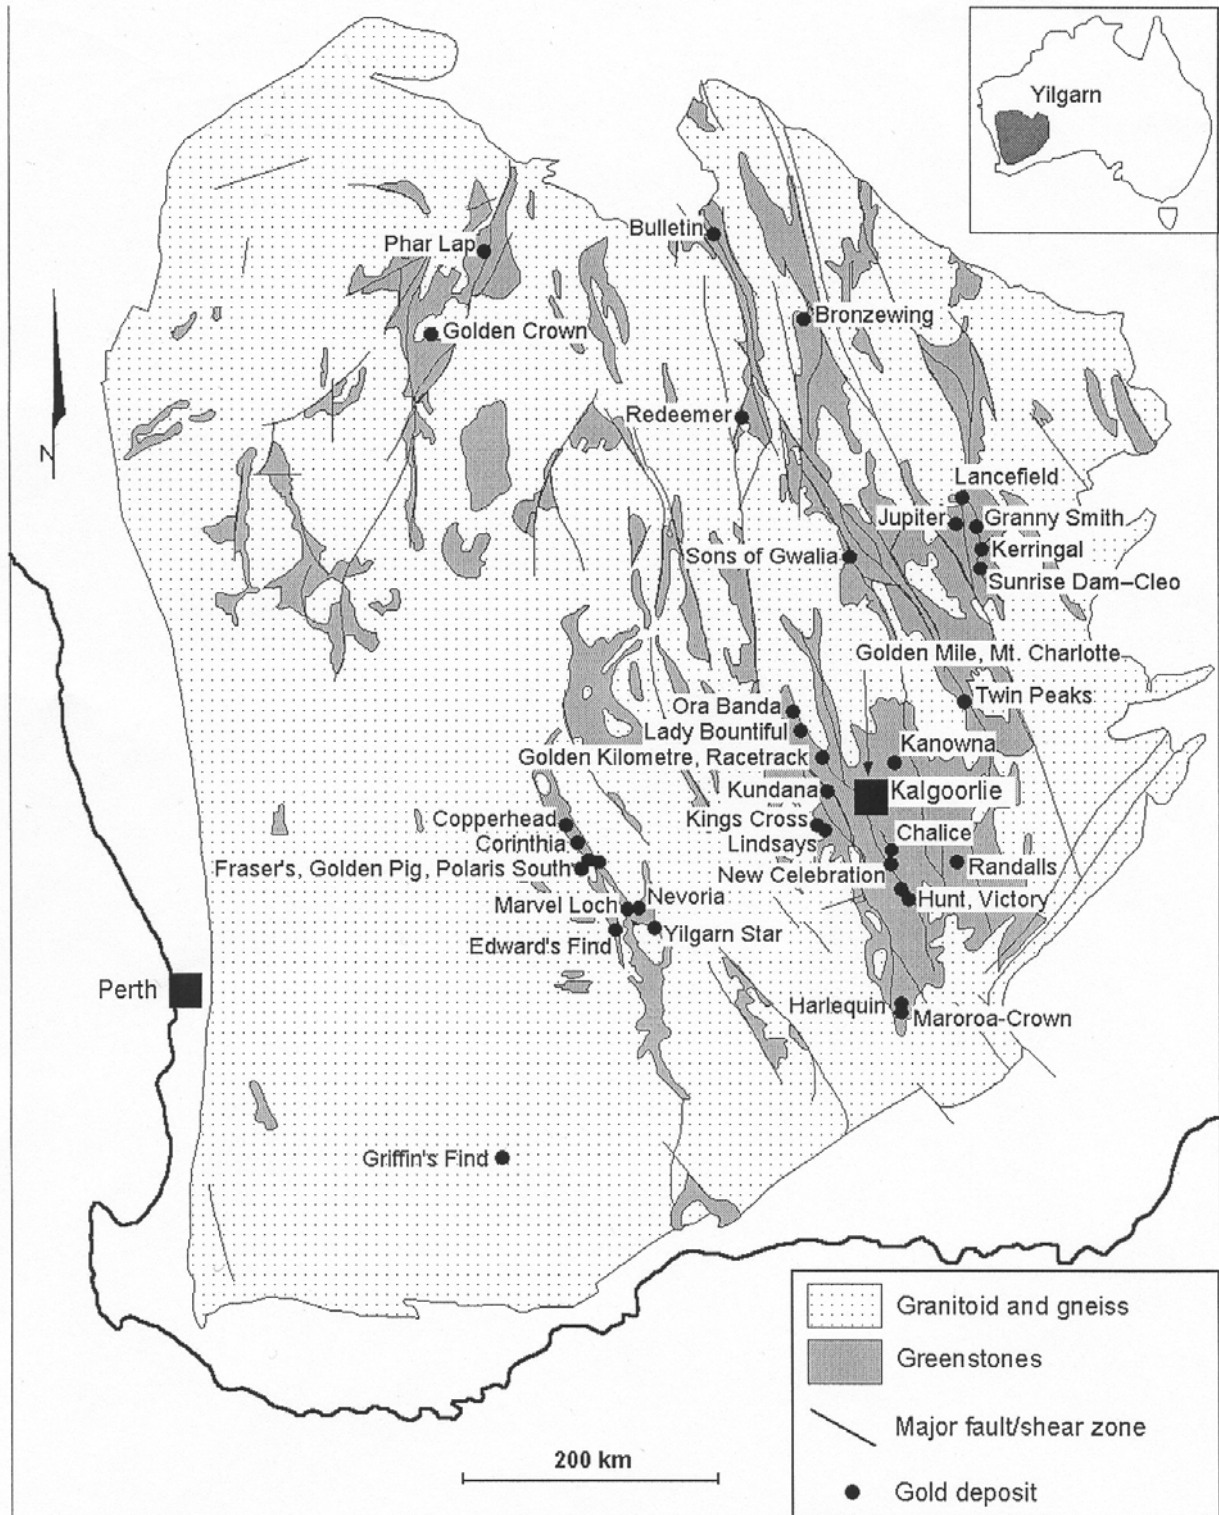 Yilgarn
Bulletin
Phar Lap
Bronzewing
Golden Crown
Redeemer
N
Lancefield
Jupiter
Granny Smith
Sons of Gwalia
Kerringal
Sunrise Dam–Cleo
Golden Mile, Mt. Charlotte
Twin Peaks
Ora Banda
Lady Bountiful
Kanowna
Golden Kilometre, Racetrack
Kundana
Kalgoorlie
Copperhead
Kings Cross
Corinthia
Lindsays
Chalice
Fraser's, Golden Pig, Polaris South
New Celebration
Randalls
Marvel Loch
Nevoria
Hunt, Victory
Edward's Find
Yilgarn Star
Perth
Harlequin
Maroroa-Crown
Griffin's Find
Granitoid and gneiss
Greenstones
Major fault/shear zone
200 km
Gold deposit